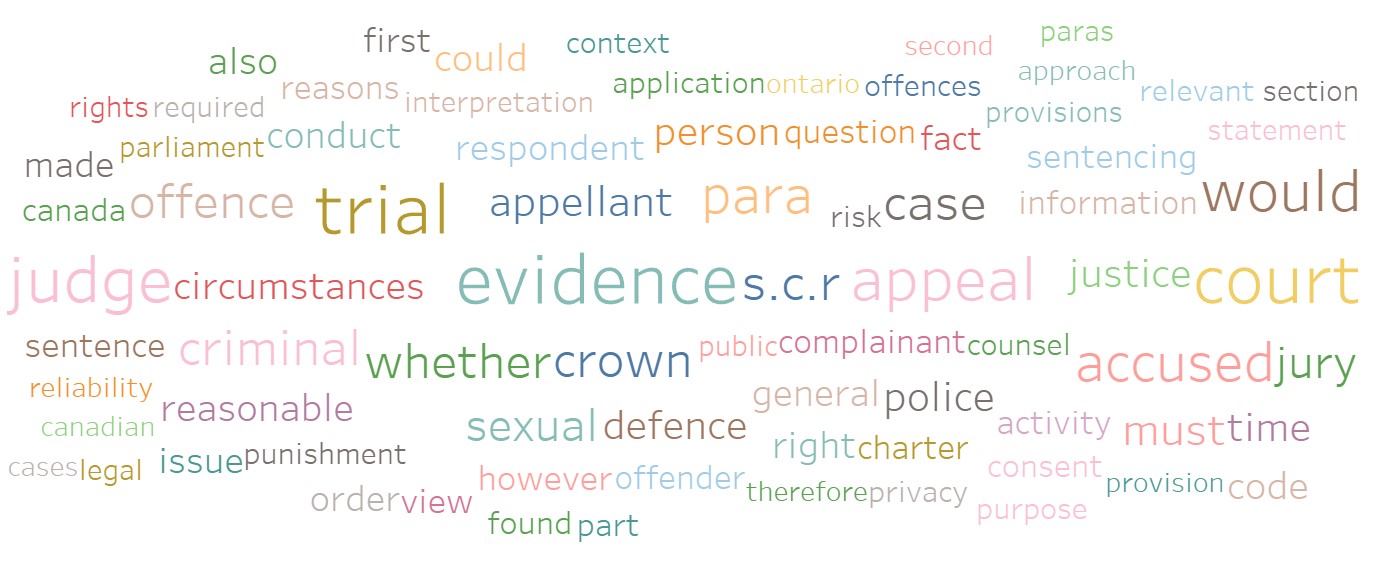 first could context second paras
also reasons interpretation application ontario offences approach relevant section
rights required conduct respondent person question fact provisions statement
made parliament sentencing
canada offence trial appellant para risk case information would
judge circumstances evidence s.c.r appeal justice court
sentence criminal whether crown public complainant counsel accused jury
reliability reasonable general police
canadian sexual defence right charter activity must time
cases legal issue punishment however offender therefore privacy consent provision code
order view found part purpose